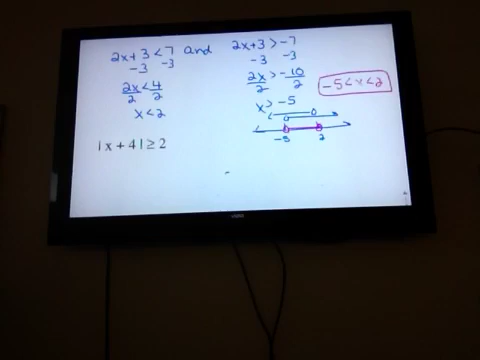 2x + 3 < 7 and 2x+3 > -7
-3 -3 -3 -3
2x < 4 2x > -10
2 2 2 2
x < 2 x > -5
-5 < x < 2
-5 2
| x + 4 | ≥ 2